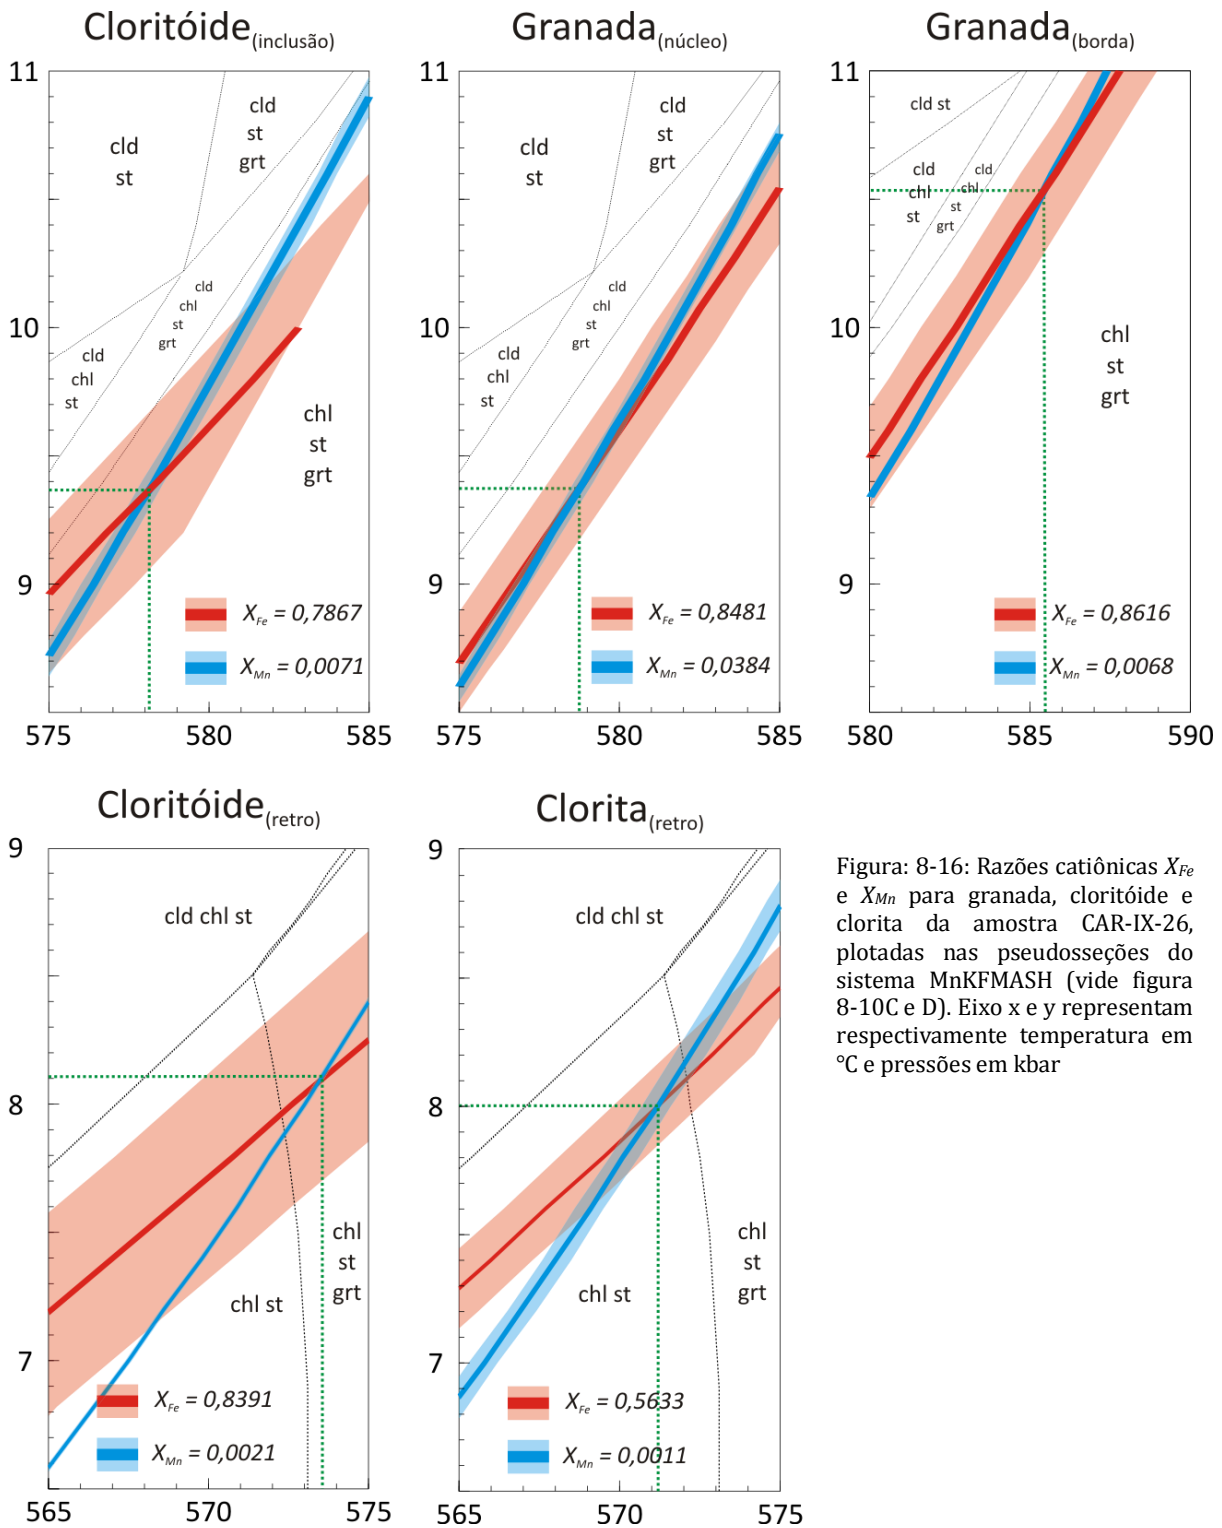 Cloritóide(inclusão)
11
10
9
575
580
585
cld
st
cld
st
grt
cld
chl
st
grt
cld
chl
st
chl
st
grt
XFe = 0,7867
XMn = 0,0071
Granada(núcleo)
11
10
9
575
580
585
cld
st
cld
st
grt
cld
chl
st
grt
cld
chl
st
XFe = 0,8481
XMn = 0,0384
Granada(borda)
11
10
9
580
585
590
cld st
cld
chl
st
cld
chl
st
grt
chl
st
grt
XFe = 0,8616
XMn = 0,0068
Cloritóide(retro)
9
8
7
565
570
575
cld chl st
chl st
chl
st
grt
XFe = 0,8391
XMn = 0,0021
Clorita(retro)
9
8
7
565
570
575
cld chl st
chl st
chl
st
grt
XFe = 0,5633
XMn = 0,0011
Figura: 8-16: Razões catiônicas XFe
e XMn para granada, cloritóide e
clorita da amostra CAR-IX-26,
plotadas nas pseudosseções do
sistema MnKFMASH (vide figura
8-10C e D). Eixo x e y representam
respectivamente temperatura em
°C e pressões em kbar